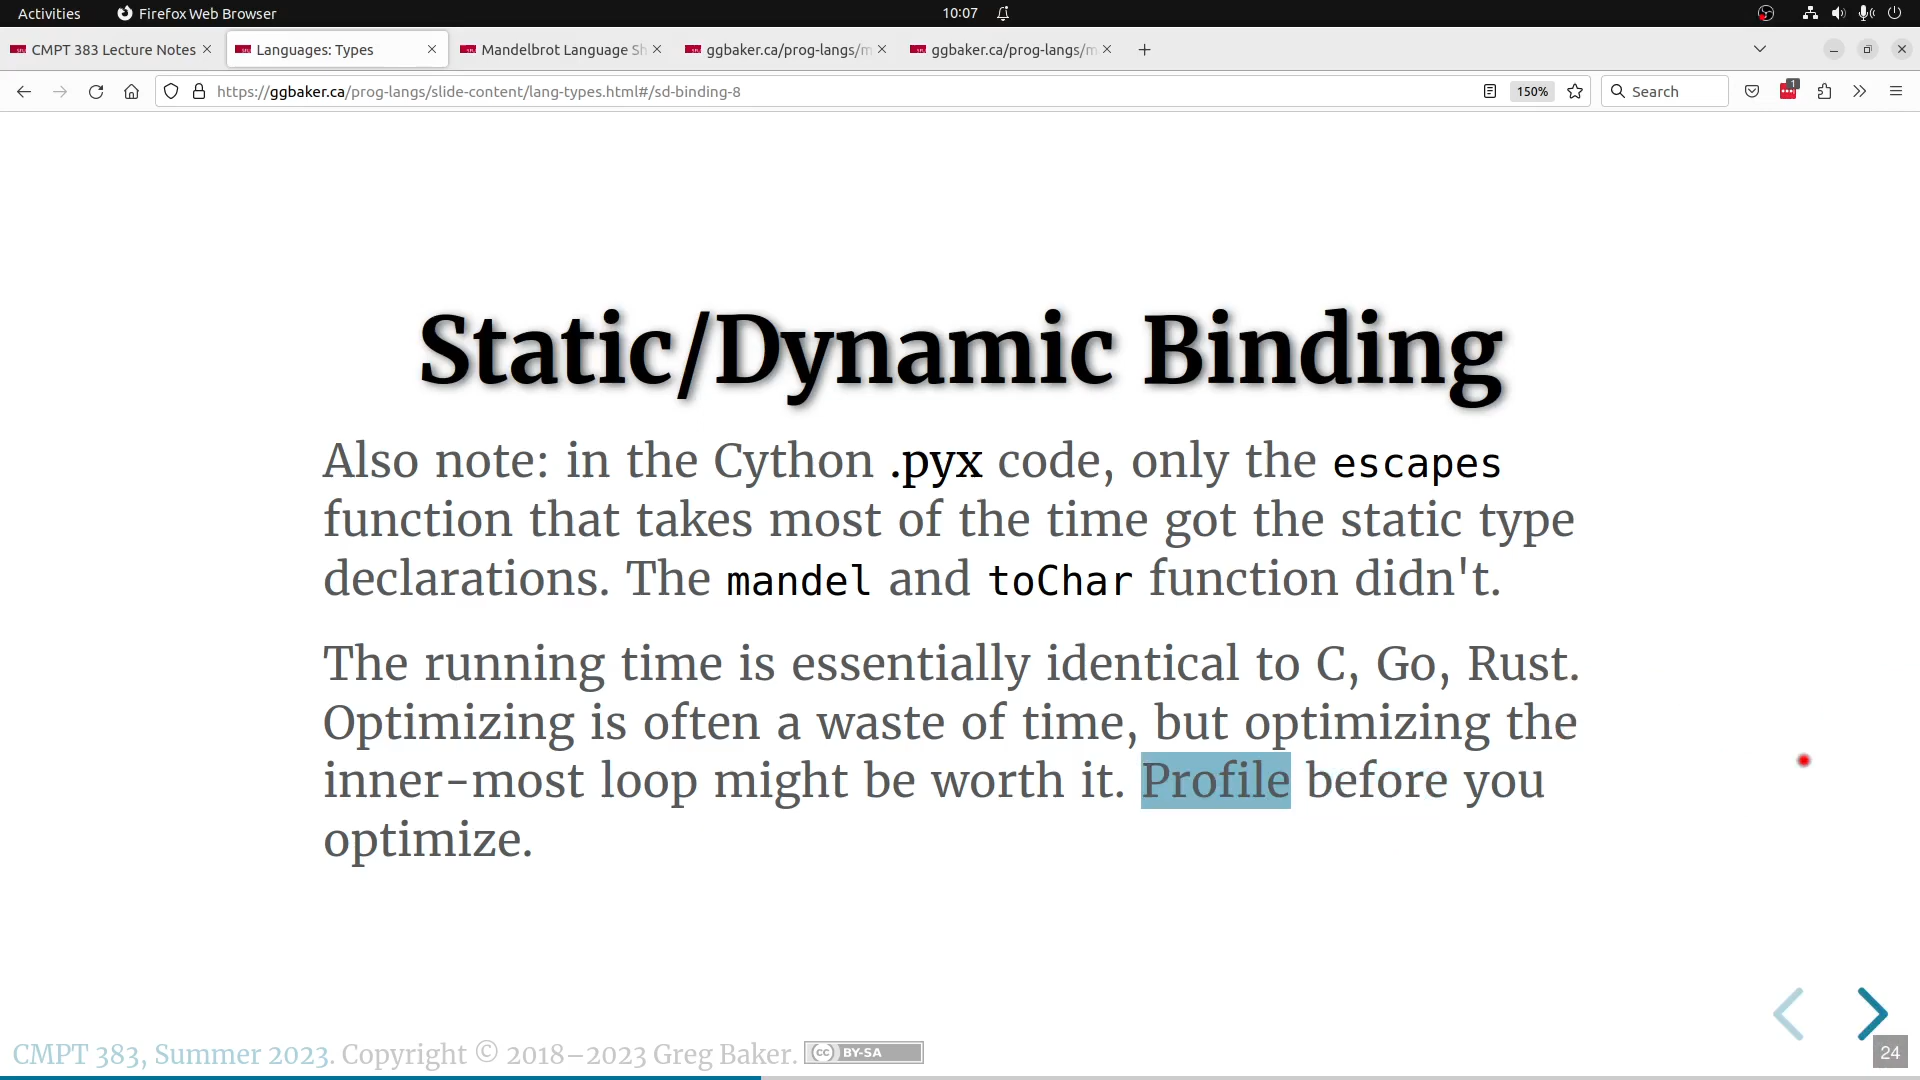 Activities
Firefox Web Browser
10:07
CMPT 383 Lecture Notes
Languages: Types
Mandelbrot Language Sh
ggbaker.ca/prog-langs/m
ggbaker.ca/prog-langs/m
https://ggbaker.ca/prog-langs/slide-content/lang-types.html#/sd-binding-8
150%
Search
1
Static/Dynamic Binding
Also note: in the Cython .pyx code, only the escapes
function that takes most of the time got the static type
declarations. The mandel and toChar function didn't.
The running time is essentially identical to C, Go, Rust.
Optimizing is often a waste of time, but optimizing the
inner-most loop might be worth it. Profile before you
optimize.
CMPT 383, Summer 2023. Copyright © 2018–2023 Greg Baker.
cc BY-SA
24